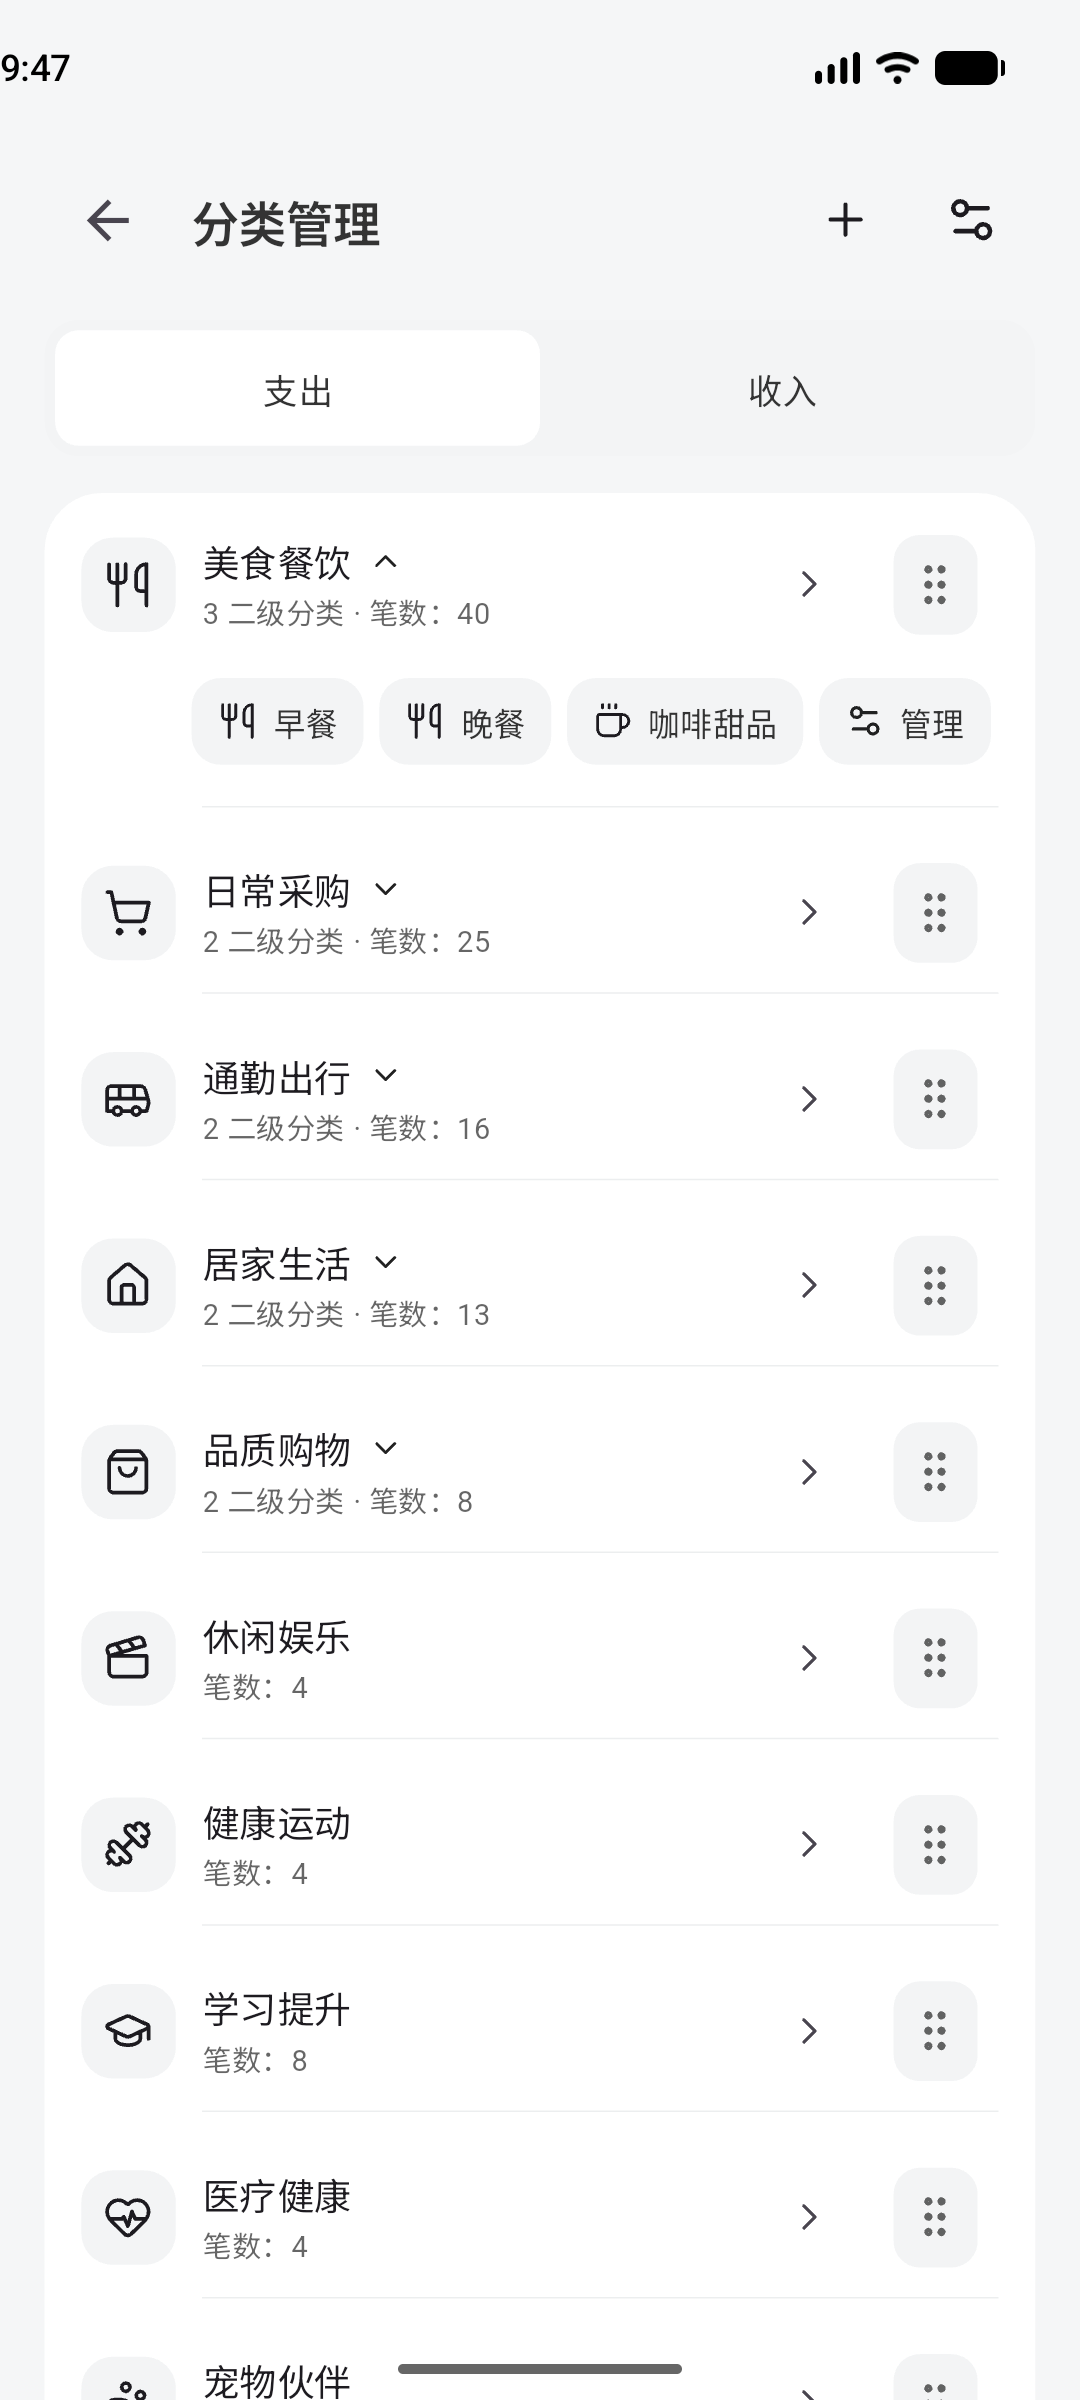 9:47
分类管理
支出
收入
美食餐饮
3 二级分类 · 笔数：40
早餐
晚餐
咖啡甜品
管理
日常采购
2 二级分类 · 笔数：25
通勤出行
2 二级分类 · 笔数：16
居家生活
2 二级分类 · 笔数：13
品质购物
2 二级分类 · 笔数：8
休闲娱乐
笔数：4
健康运动
笔数：4
学习提升
笔数：8
医疗健康
笔数：4
宠物伙伴